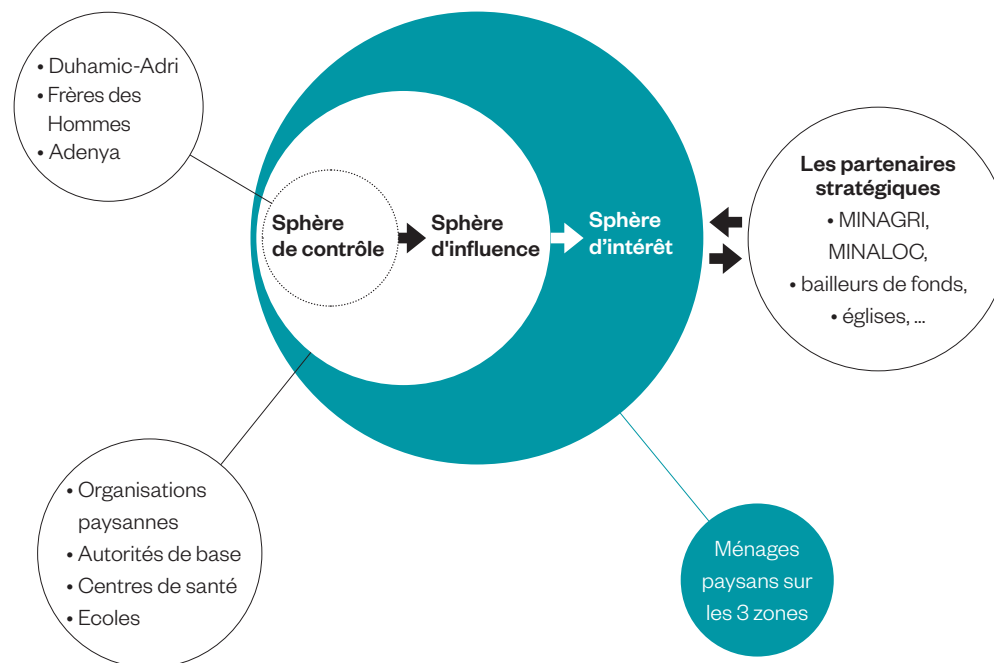 • Duhamic-Adri
• Frères des
Hommes
• Adenya
Sphère
de contrôle
Sphère
d'influence
Sphère
d’intérêt
Les partenaires
stratégiques
• MINAGRI,
MINALOC,
• bailleurs de fonds,
• églises, ...
• Organisations
paysannes
• Autorités de base
• Centres de santé
• Ecoles
Ménages
paysans sur
les 3 zones